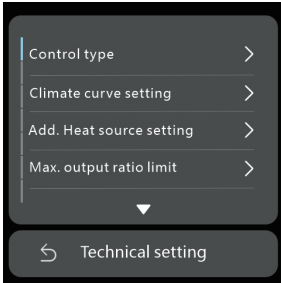 Control type
Climate curve setting
Add. Heat source setting
Max. output ratio limit
Technical setting